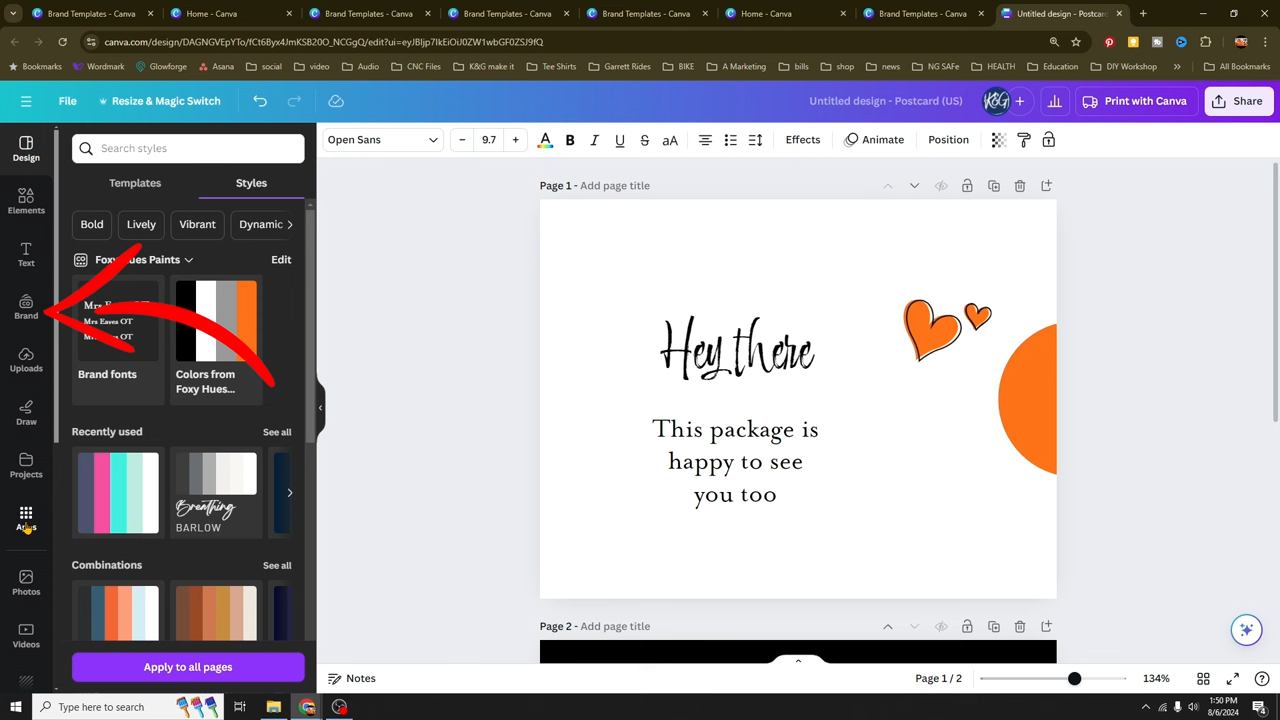 Brand Templates - Canva
Home - Canva
Brand Templates - Canva
Brand Templates - Canva
Brand Templates - Canva
Home - Canva
Brand Templates - Canva
Untitled design - Postcard
canva.com/design/DAGNGVEpYTo/fCt6Byx4JmKSB20O_NCGgQ/edit?ui=eyJBIjp7IkEiOiJ0ZW1wbGF0ZSJ9fQ
Bookmarks
Wordmark
Glowforge
Asana
social
video
Audio
CNC Files
K&G make it
Tee Shirts
Garrett Rides
BIKE
A Marketing
bills
shop
news
NG SAFe
HEALTH
Education
DIY Workshop
All Bookmarks
File
Resize & Magic Switch
Untitled design - Postcard (US)
K&G
Print with Canva
Share
Design
Elements
Text
Brand
Uploads
Draw
Projects
Photos
Videos
Search styles
Templates
Styles
Bold
Lively
Vibrant
Dynamic
Edit
Mrs Eaves OT
Brand fonts
Colors from
Foxy Hues...
Recently used
See all
Breathing
BARLOW
Combinations
See all
Apply to all pages
Open Sans
9.7
A
B
I
U
S
aA
Effects
Animate
Position
Page 1 - Add page title
Hey there
This package is
happy to see
you too
Page 2 - Add page title
Notes
Page 1 / 2
134%
Type here to search
1:50 PM
8/6/2024